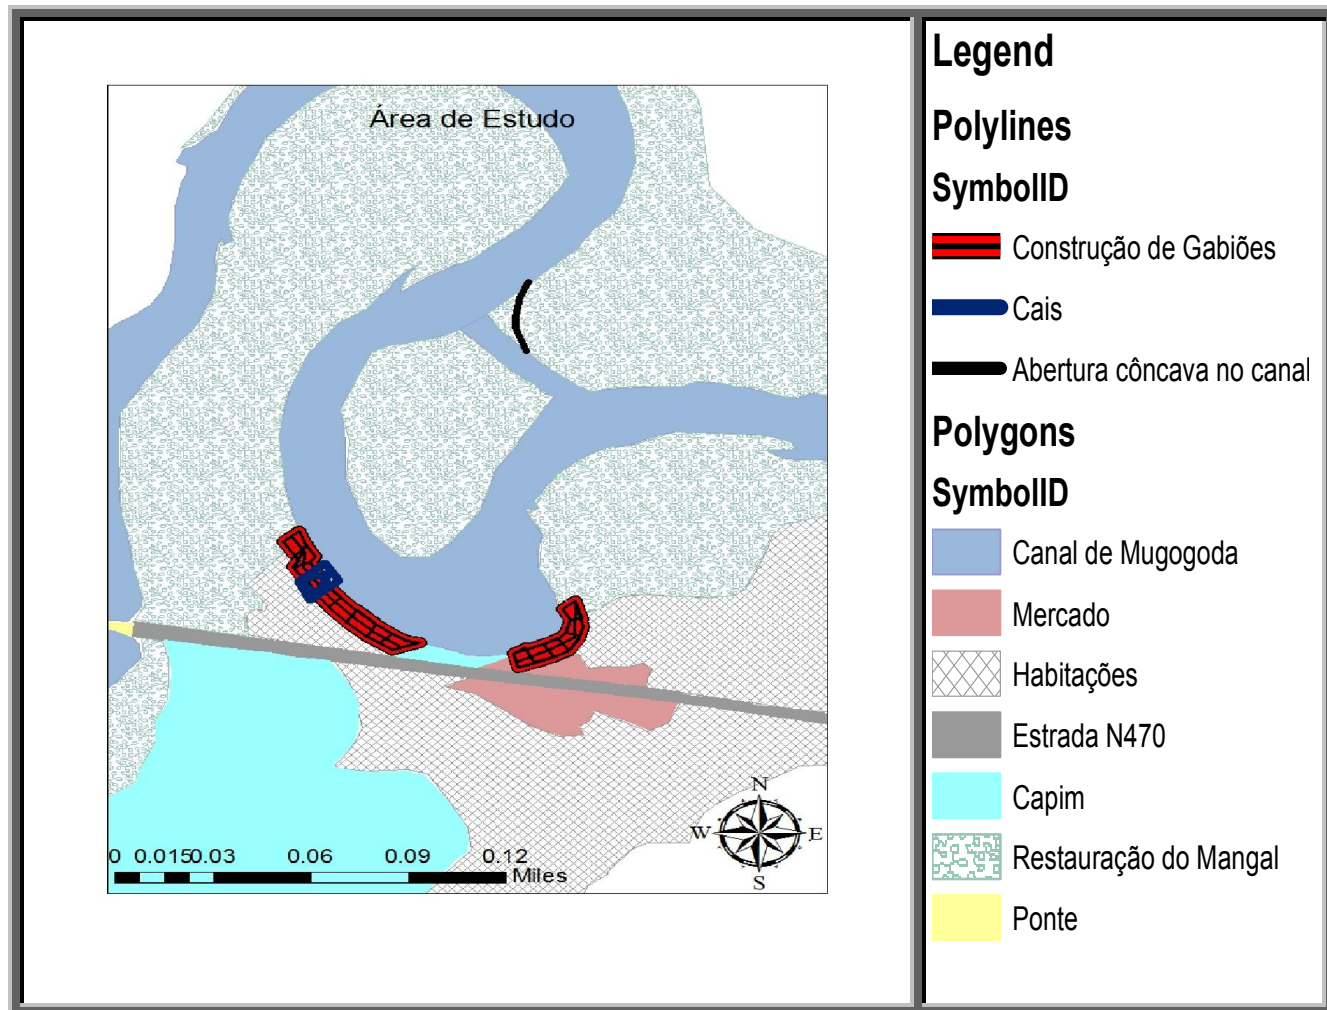 Área de Estudo
N
W E
S
0 0.0150.03 0.06 0.09 0.12
Miles
Legend
Polylines
SymbolID
Construção de Gabiões
Cais
Abertura côncava no canal
Polygons
SymbolID
Canal de Mugogoda
Mercado
Habitações
Estrada N470
Capim
Restauração do Mangal
Ponte